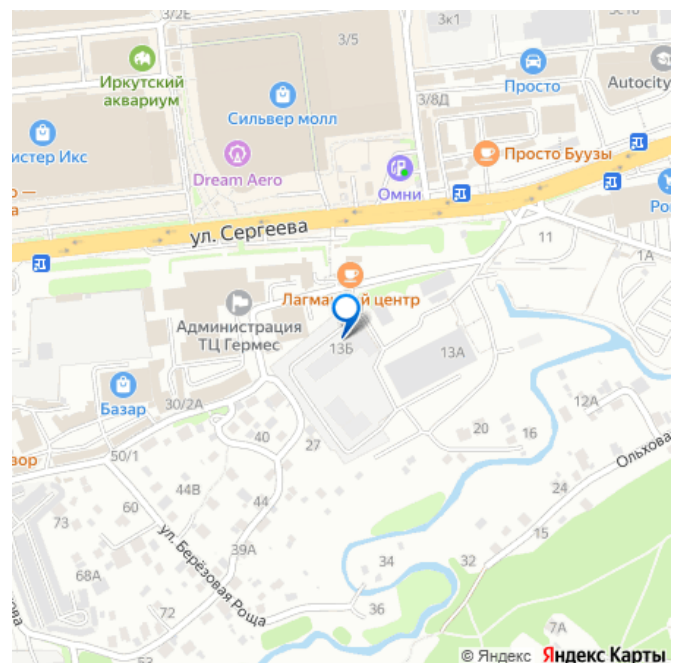 3/2Е
3к1
3/5
Иркутский
аквариум
Просто
Autocity
Сильвер молл
3/8Д
истер Икс
Просто Буузы
Dream Aero
Омни
ул. Сергеева
11
1А
Лагманный центр
Администрация
ТЦ Гермес
13Б
13А
Базар
30/2А
12А
40
27
20
16
Ольхова
зор
50/1
44В
44
24
60
73
15
ул. Берёзовая Роща
39А
34
32
68А
36
72
7А
53
© Яндекс Яндекс Карты